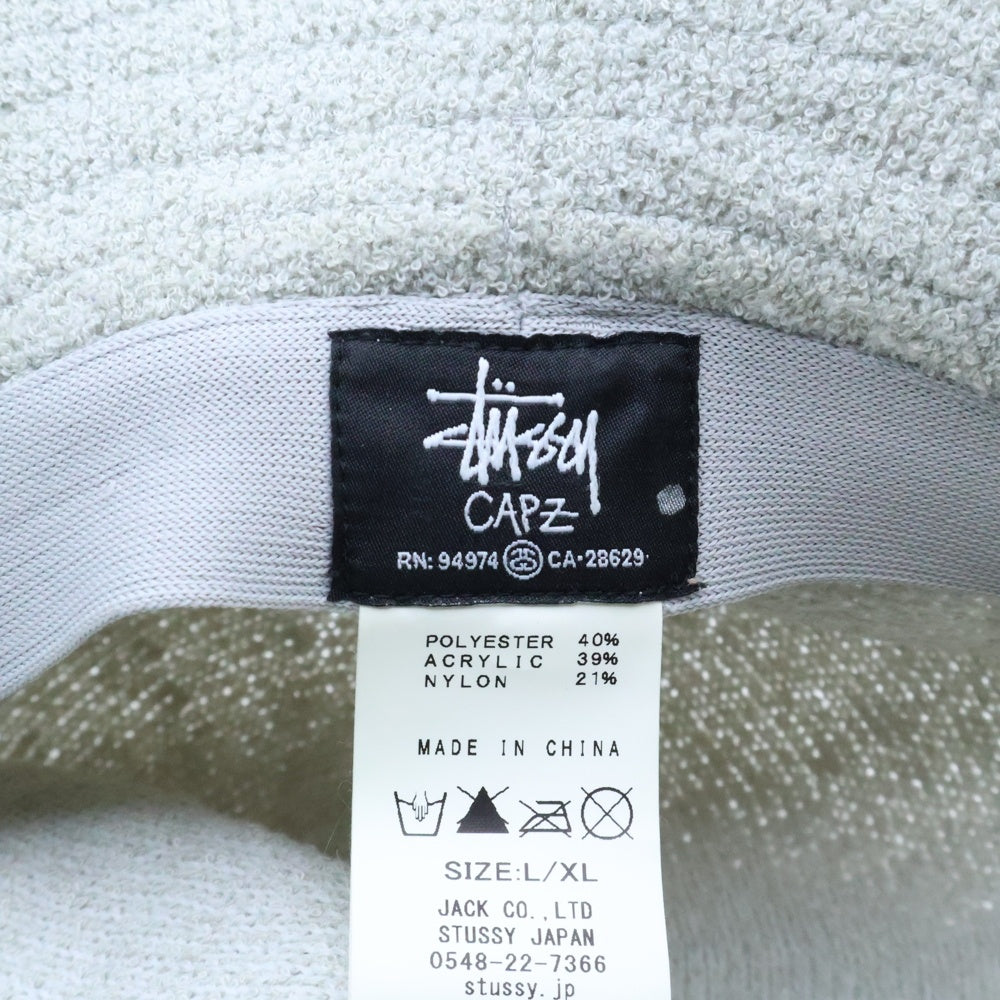 Stüssy
CAPZ
RN: 94974 CA·28629
POLYESTER 40%
ACRYLIC 39%
NYLON 21%
MADE IN CHINA
SIZE:L/XL
JACK CO.,LTD
STUSSY JAPAN
0548-22-7366
stussy.jp